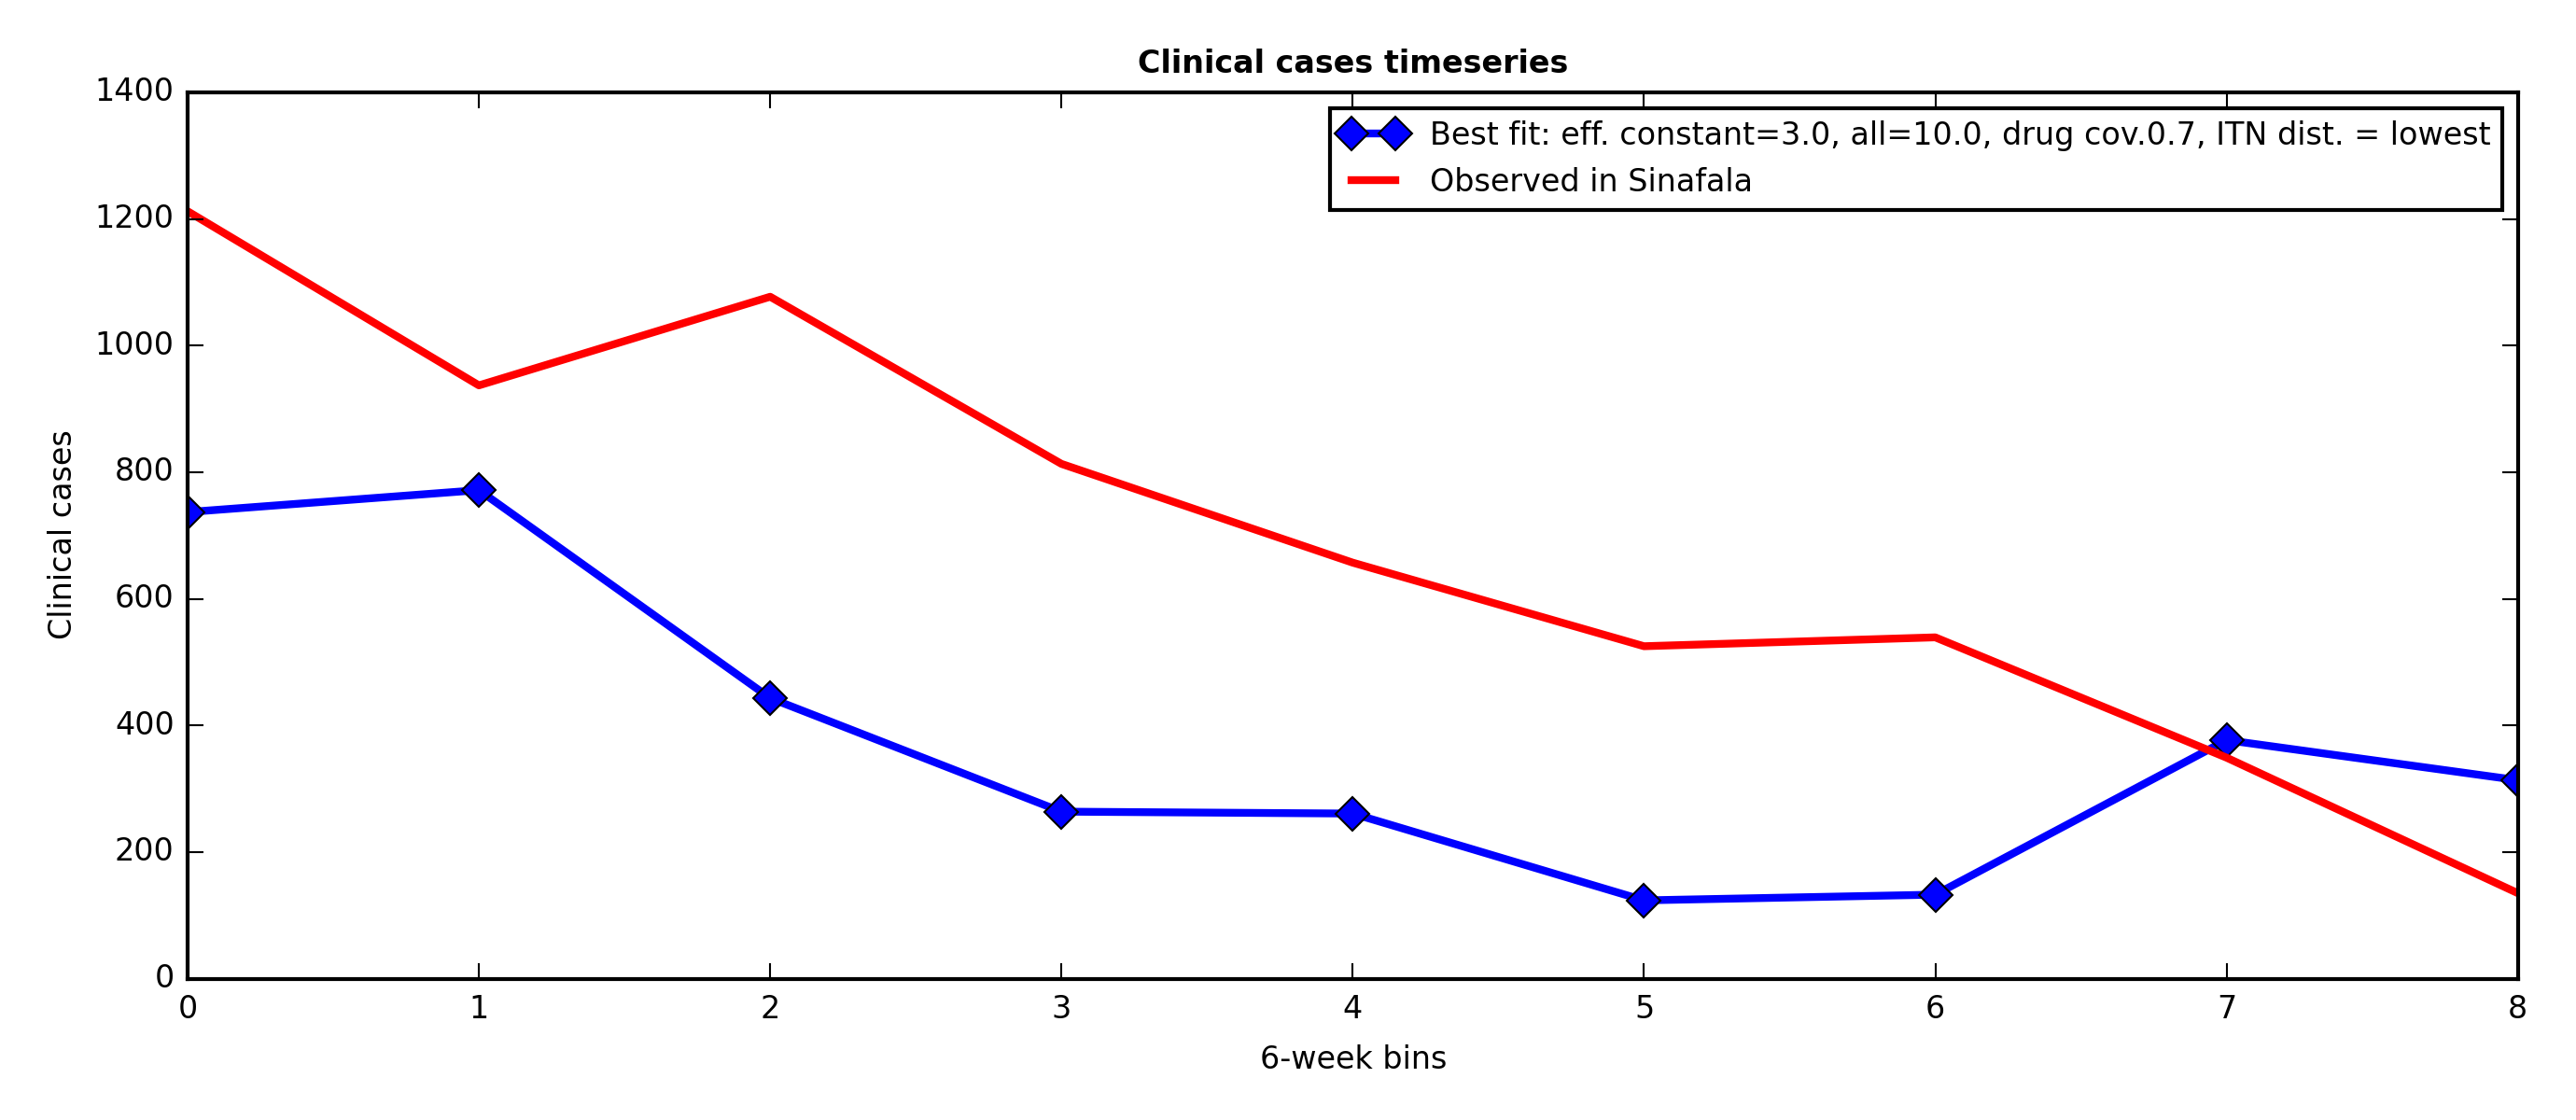 Clinical cases timeseries
1400
1200
1000
800
600
400
200
0
Clinical cases
Best fit: eff. constant=3.0, all=10.0, drug cov.0.7, ITN dist. = lowest
Observed in Sinafala
0 1 2 3 4 5 6 7 8
6-week bins